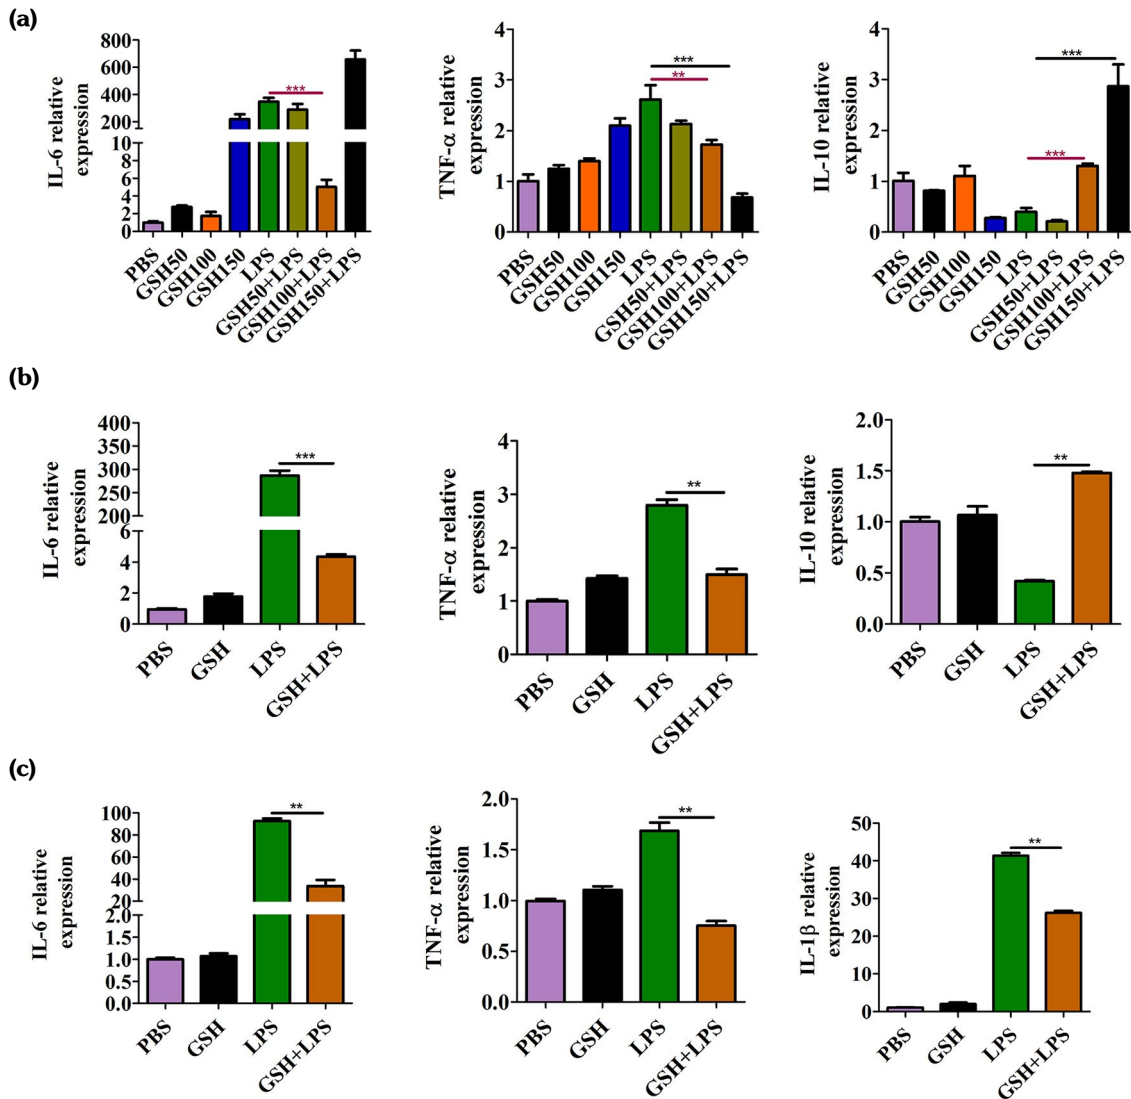 (a)
IL-6 relative
expression
800
600
400
200
10
8
6
4
2
0
***
PBS
GSH50
GSH100
GSH150
LPS
GSH50+LPS
GSH100+LPS
GSH150+LPS
TNF-α relative
expression
4
3
2
1
0
***
**
PBS
GSH50
GSH100
GSH150
LPS
GSH50+LPS
GSH100+LPS
GSH150+LPS
IL-10 relative
expression
4
3
2
1
0
***
***
PBS
GSH50
GSH100
GSH150
LPS
GSH50+LPS
GSH100+LPS
GSH150+LPS
(b)
IL-6 relative
expression
400
350
300
250
200
6
4
2
0
***
PBS
GSH
LPS
GSH+LPS
TNF-α relative
expression
4
3
2
1
0
**
PBS
GSH
LPS
GSH+LPS
IL-10 relative
expression
2.0
1.5
1.0
0.5
0.0
**
PBS
GSH
LPS
GSH+LPS
(c)
IL-6 relative
expression
100
80
60
40
20
2.0
1.5
1.0
0.5
0.0
**
PBS
GSH
LPS
GSH+LPS
TNF-α relative
expression
2.0
1.5
1.0
0.5
0.0
**
PBS
GSH
LPS
GSH+LPS
IL-1β relative
expression
50
40
30
20
10
0
**
PBS
GSH
LPS
GSH+LPS